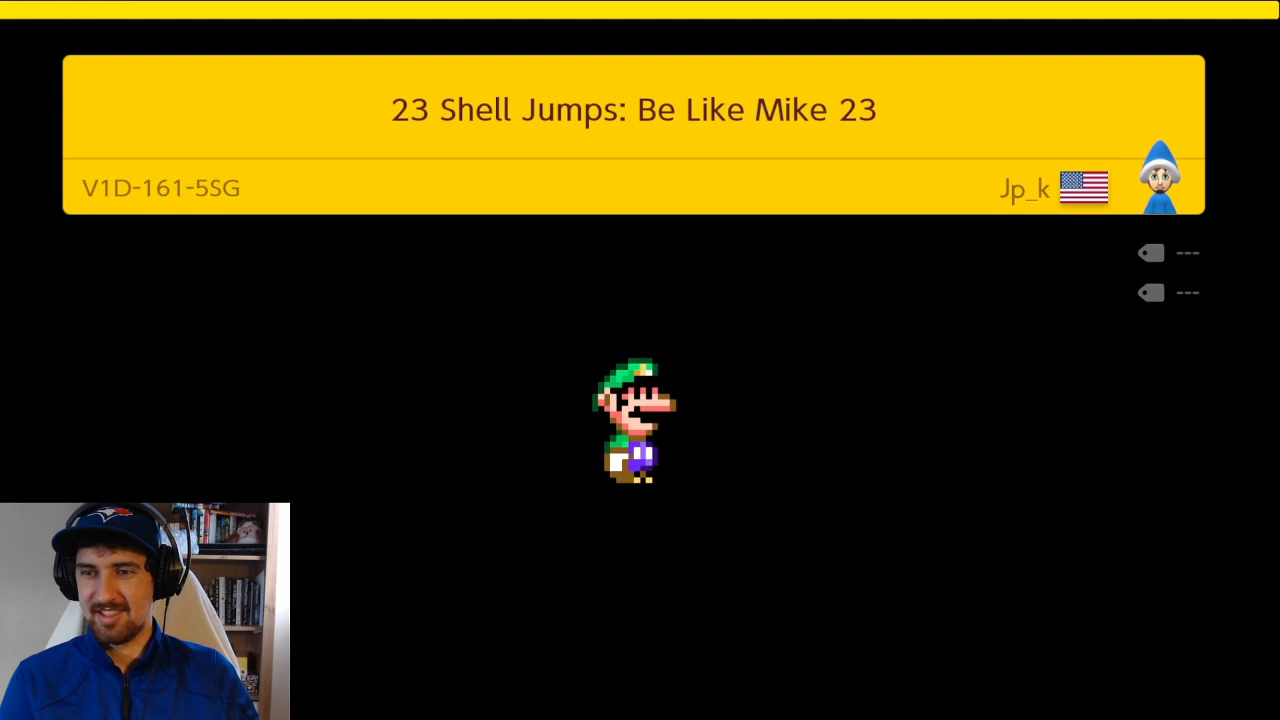 23 Shell Jumps: Be Like Mike 23
V1D-161-5SG
Jp_k
---
---